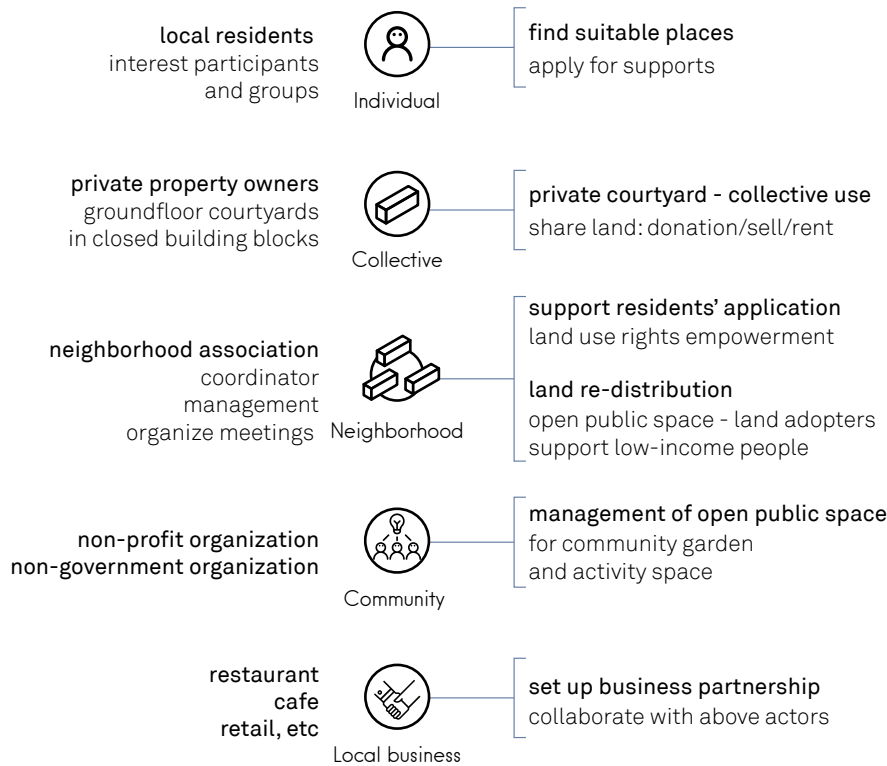 local residents
interest participants
and groups
Individual
find suitable places
apply for supports
private property owners
groundfloor courtyards
in closed building blocks
Collective
private courtyard - collective use
share land: donation/sell/rent
neighborhood association
coordinator
management
organize meetings
Neighborhood
support residents’ application
land use rights empowerment
land re-distribution
open public space - land adopters
support low-income people
non-profit organization
non-government organization
Community
management of open public space
for community garden
and activity space
restaurant
cafe
retail, etc
Local business
set up business partnership
collaborate with above actors